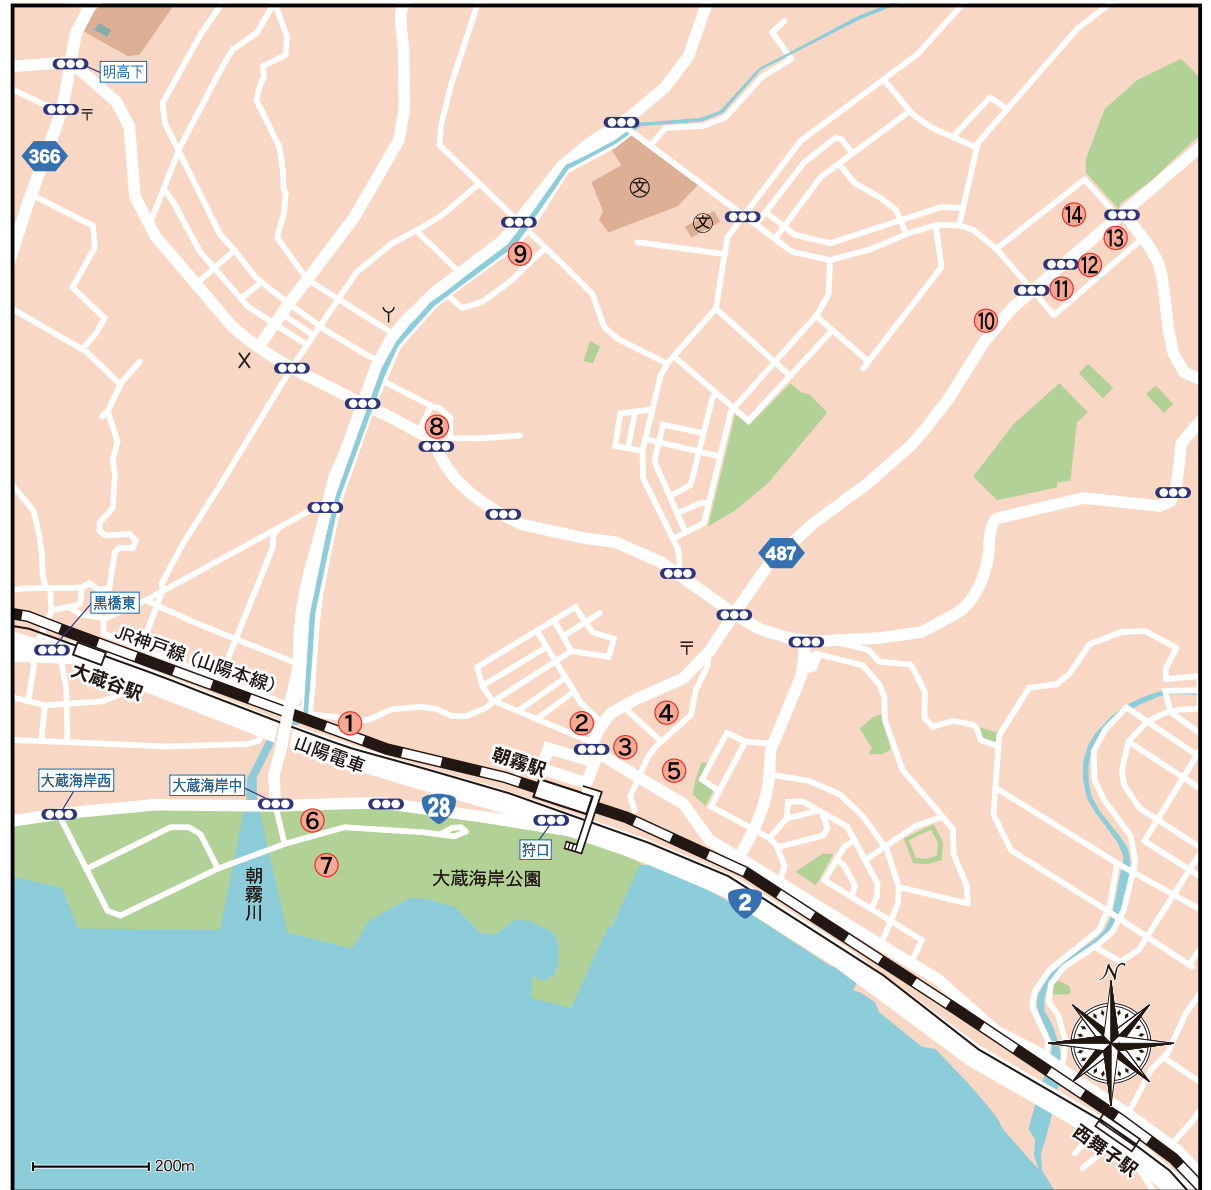 明高下
〒
366
文
文
9
14
13
12
11
10
8
487
黒橋東
JR神戸線（山陽本線）
大蔵谷駅
〒
1
2
3
4
5
山陽電車
朝霧駅
大蔵海岸西
大蔵海岸中
28
6
7
狩口
朝霧川
大蔵海岸公園
2
N
西舞子駅
200m